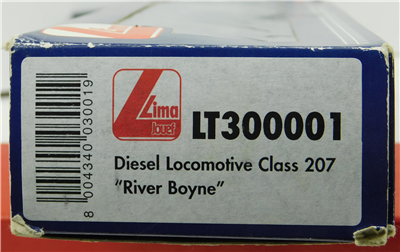 Lima
Jouef
LT300001
Diesel Locomotive Class 207
“River Boyne”
8 004340 030019